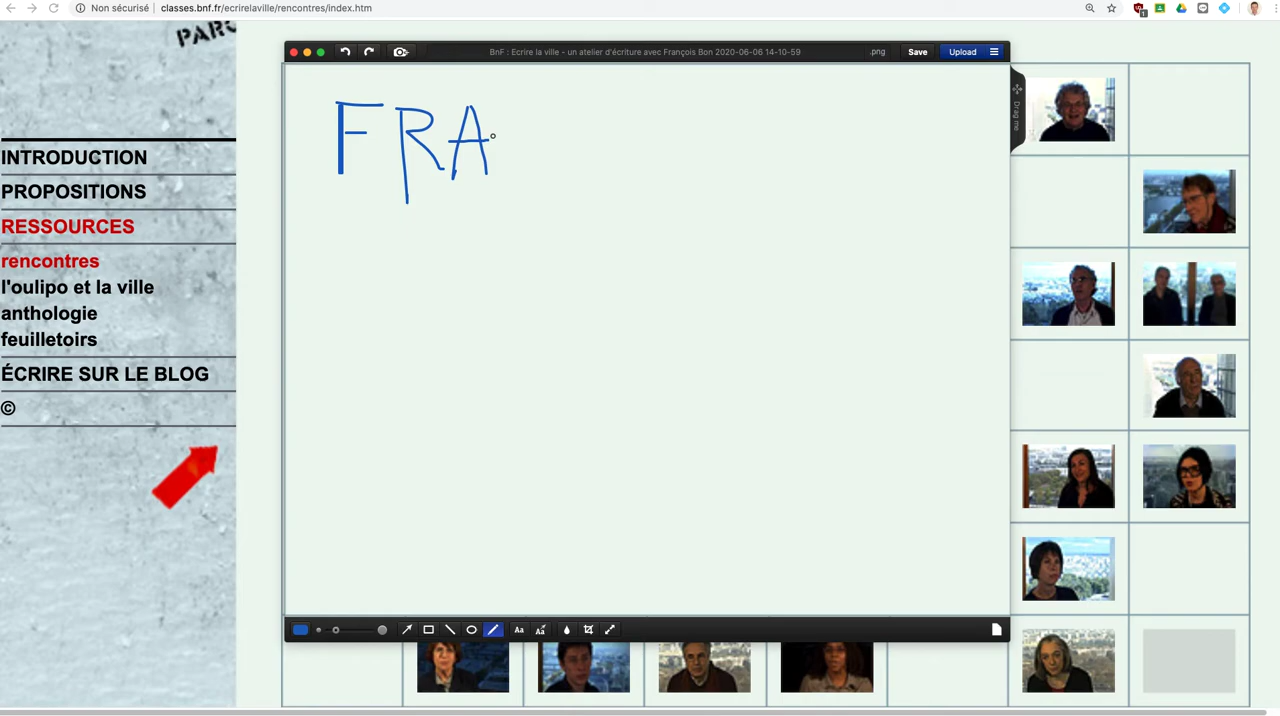 Non sécurisé | classes.bnf.fr/ecrirelaville/rencontres/index.htm
BnF : Ecrire la ville - un atelier d'écriture avec François Bon 2020-06-06 14-10-59
.png
Save
Upload
Drag me
FRA
INTRODUCTION
PROPOSITIONS
RESSOURCES
rencontres
l'oulipo et la ville
anthologie
feuilletoirs
ÉCRIRE SUR LE BLOG
©
Aa
Aa